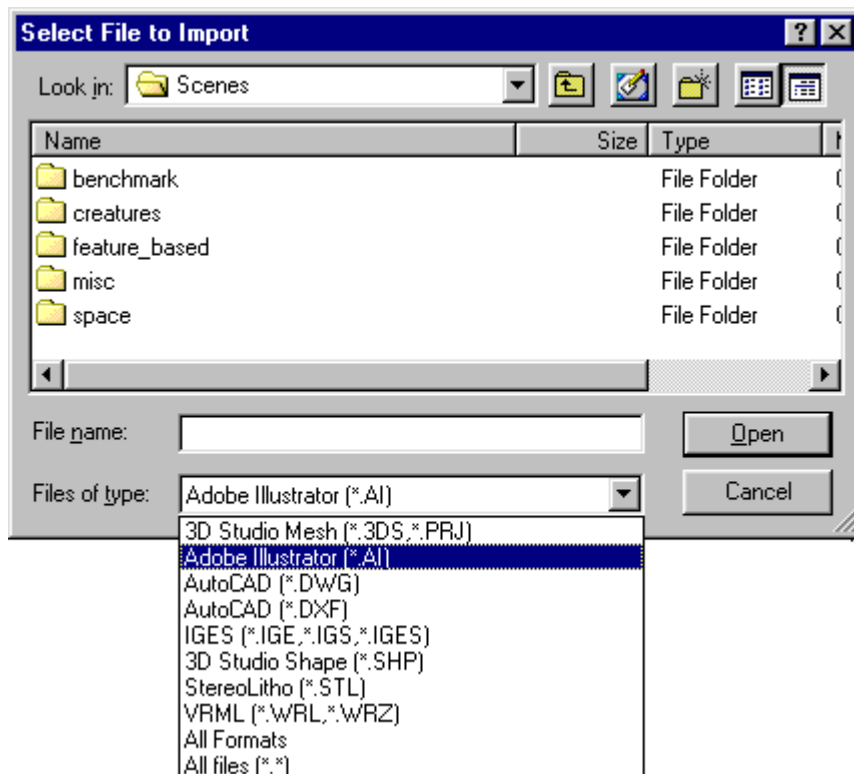 Select File to Import
Look in: Scenes
Name Size Type
benchmark File Folder
creatures File Folder
feature_based File Folder
misc File Folder
space File Folder
File name: Open
Files of type: Adobe Illustrator (*.AI) Cancel
3D Studio Mesh (*.3DS,*.PRJ)
Adobe Illustrator (*.AI)
AutoCAD (*.DWG)
AutoCAD (*.DXF)
IGES (*.IGE,*.IGS,*.IGES)
3D Studio Shape (*.SHP)
StereoLitho (*.STL)
VRML (*.WRL,*.WRZ)
All Formats
All files (*.*)